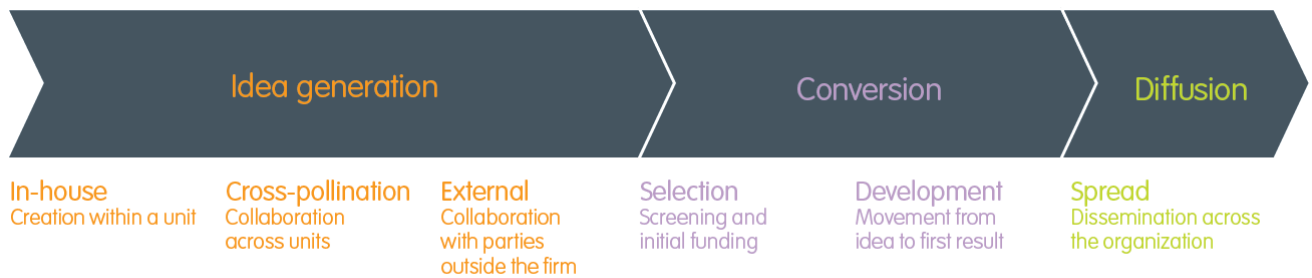 Idea generation
Conversion
Diffusion
In-house
Creation within a unit
Cross-pollination
Collaboration
across units
External
Collaboration
with parties
outside the firm
Selection
Screening and
initial funding
Development
Movement from
idea to first result
Spread
Dissemination across
the organization